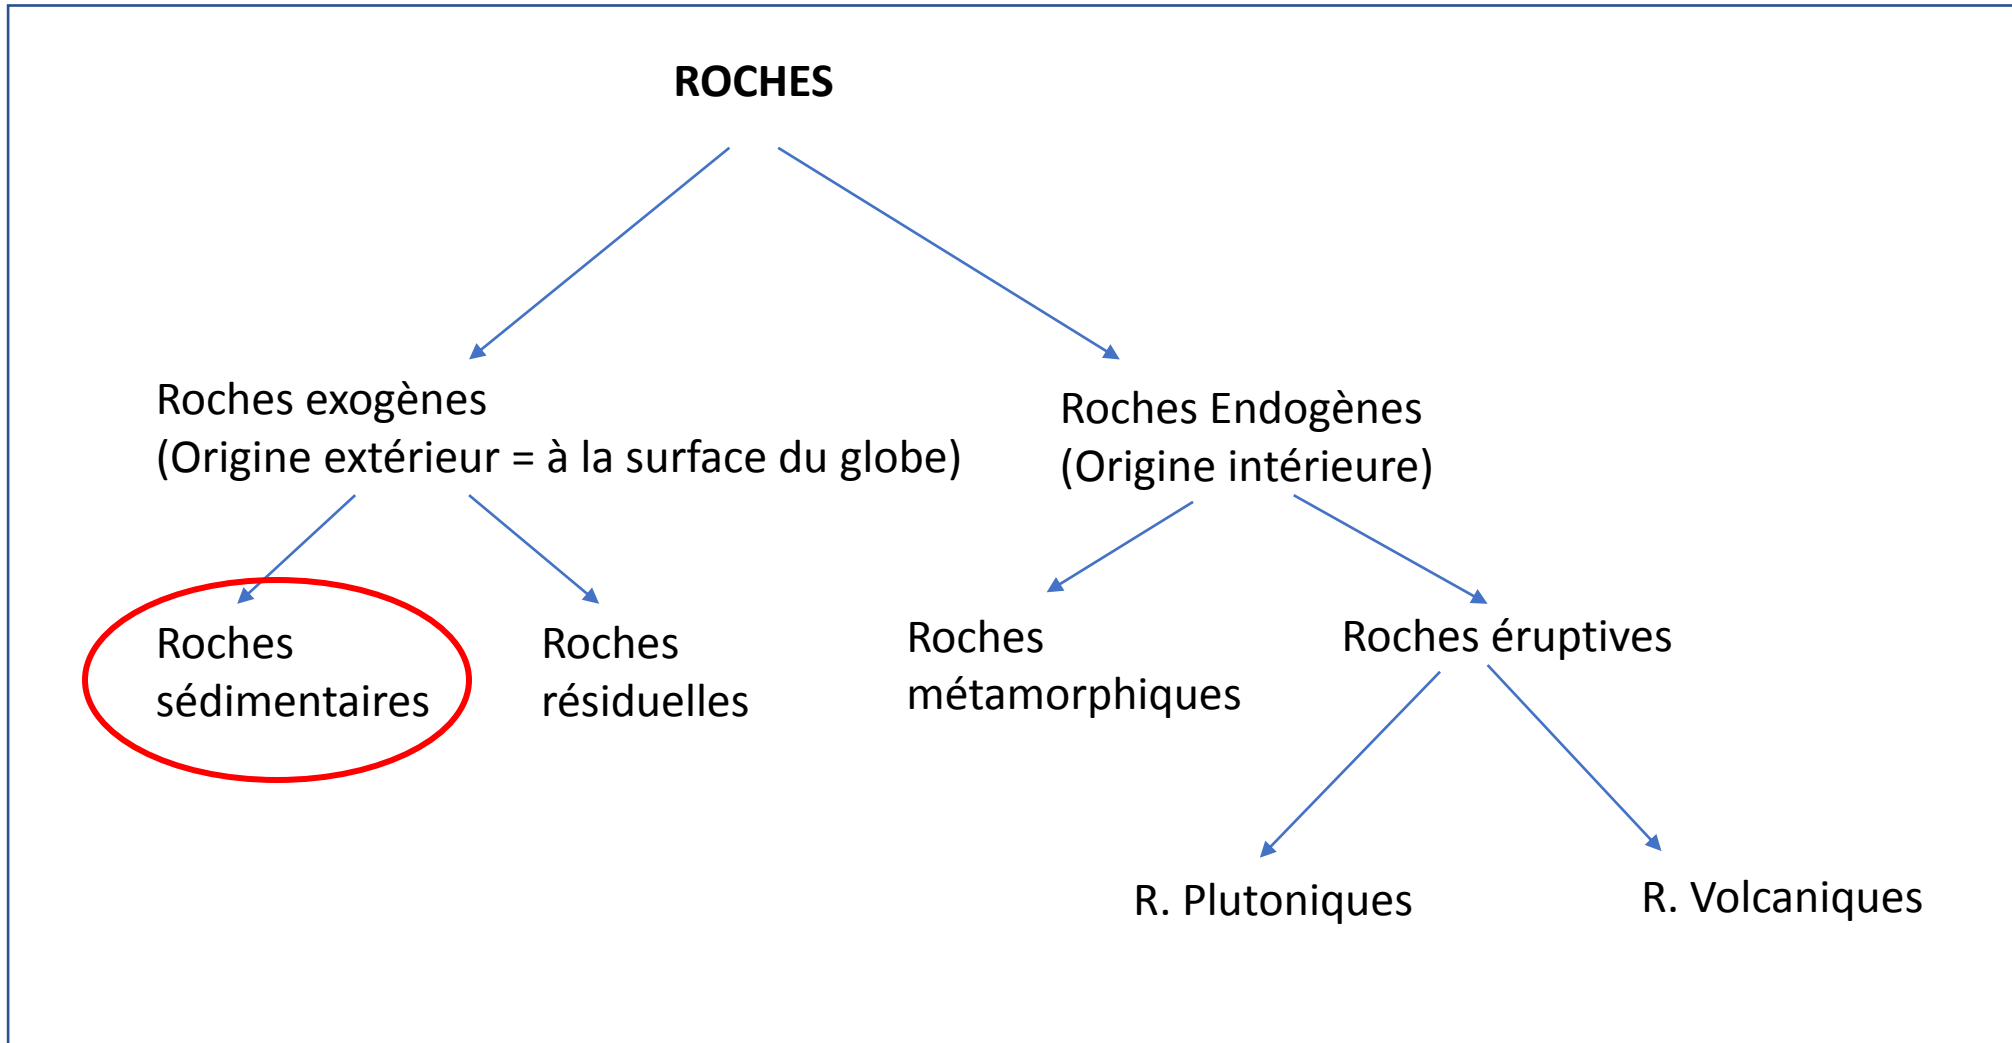 ROCHES
Roches exogènes
(Origine extérieur = à la surface du globe)
Roches Endogènes
(Origine intérieure)
Roches
sédimentaires
Roches
résiduelles
Roches
métamorphiques
Roches éruptives
R. Plutoniques
R. Volcaniques